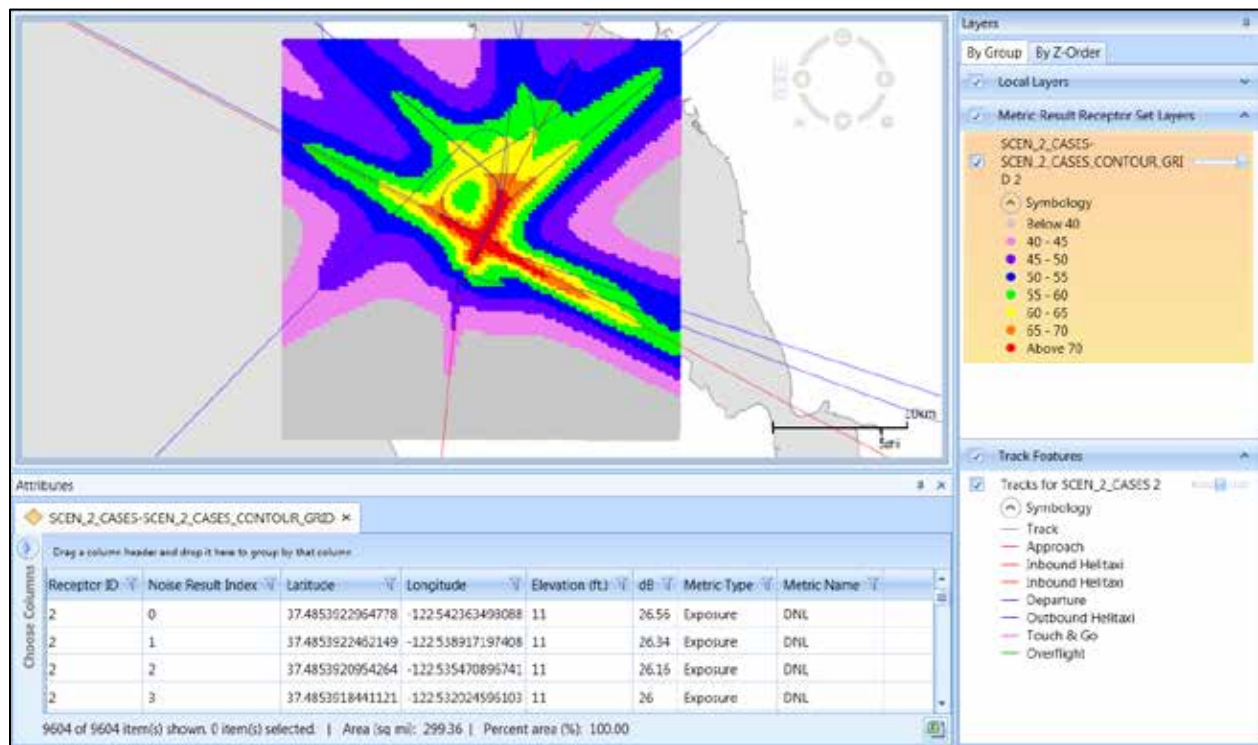 Layers
By Group By Z-Order
Local Layers
Metric Result Receptor Set Layers
SCEN_2_CASES-
SCEN_2_CASES_CONTOUR_GRI
D 2
Symbology
Below 40
40 - 45
45 - 50
50 - 55
55 - 60
60 - 65
65 - 70
Above 70
10km
5mi
Track Features
Tracks for SCEN_2_CASES 2
Symbology
Track
Approach
Inbound Helitaxi
Inbound Helitaxi
Departure
Outbound Helitaxi
Touch & Go
Overflight
Attributes
SCEN_2_CASES-SCEN_2_CASES_CONTOUR_GRID
Drag a column header and drop it here to group by that column
Choose Columns
Receptor ID Noise Result Index Latitude Longitude Elevation (ft.) dB Metric Type Metric Name
2 0 37.4853922964778 -122.542363493088 11 26.56 Exposure DNL
2 1 37.4853922462149 -122.538917197408 11 26.34 Exposure DNL
2 2 37.4853920954264 -122.535470896741 11 26.16 Exposure DNL
2 3 37.4853918441121 -122.532024596103 11 26 Exposure DNL
9604 of 9604 item(s) shown. 0 item(s) selected. | Area (sq mi): 299.36 | Percent area (%): 100.00